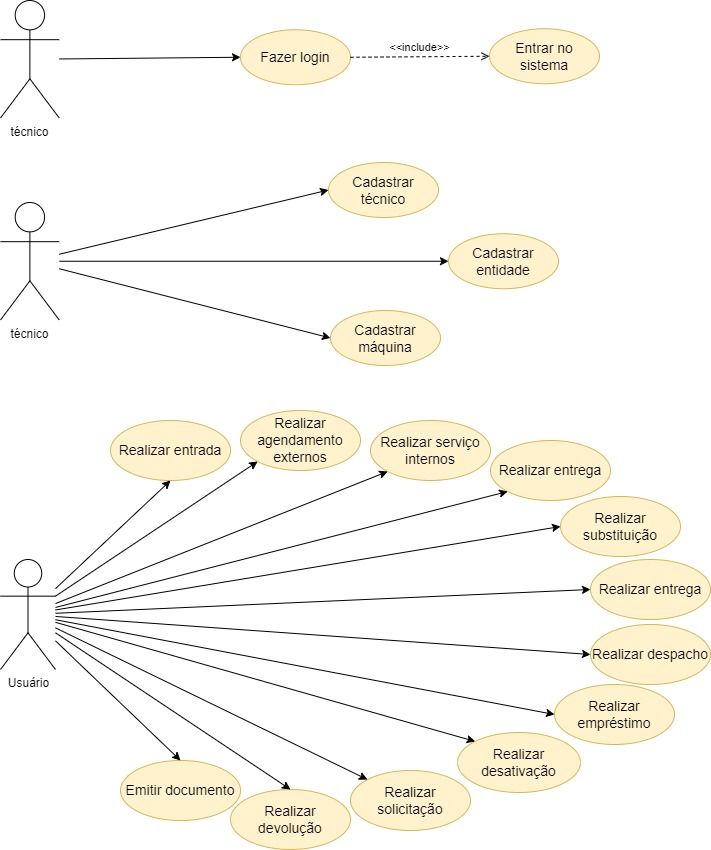 <<include>>
Fazer login
Entrar no
sistema
técnico
Cadastrar
técnico
Cadastrar
entidade
técnico
Cadastrar
máquina
Realizar entrada
Realizar
agendamento
externos
Realizar serviço
internos
Realizar entrega
Realizar
substituição
Realizar entrega
Realizar despacho
Usuário
Realizar
empréstimo
Realizar
desativação
Emitir documento
Realizar
devolução
Realizar
solicitação